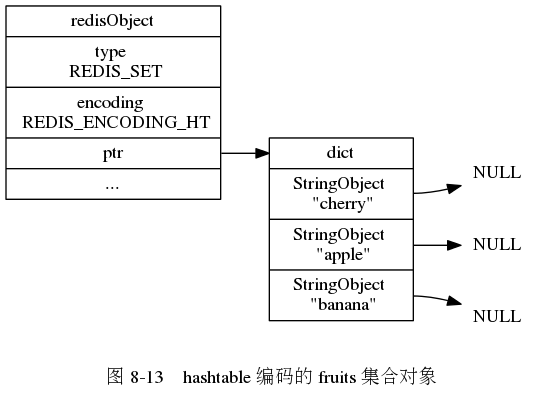 redisObject
type
REDIS_SET
encoding
REDIS_ENCODING_HT
ptr
...
dict
StringObject
"cherry"
StringObject
"apple"
StringObject
"banana"
NULL
NULL
NULL
图 8-13 hashtable 编码的 fruits 集合对象